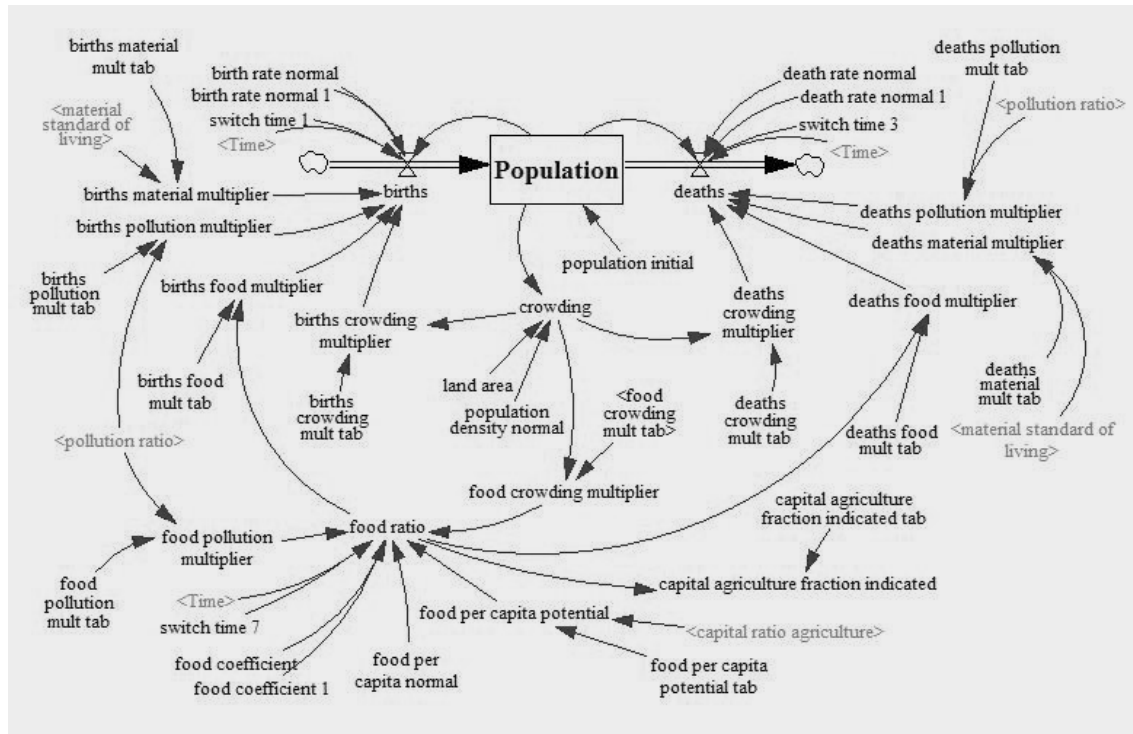 births material
mult tab
<material
standard of
living>
birth rate normal
birth rate normal 1
switch time 1
<Time>
death rate normal
death rate normal 1
switch time 3
<Time>
deaths pollution
mult tab
<pollution ratio>
Population
births material multiplier
births
deaths
births pollution multiplier
deaths pollution multiplier
deaths material multiplier
births
pollution
mult tab
births food multiplier
population initial
births crowding
multiplier
crowding
deaths
crowding
multiplier
deaths food multiplier
births food
mult tab
births
crowding
mult tab
land area
population
density normal
<food
crowding
mult tab>
deaths
crowding
mult tab
deaths food
mult tab
deaths
material
mult tab
<material standard of
living>
<pollution ratio>
food crowding multiplier
capital agriculture
fraction indicated tab
food pollution
multiplier
food ratio
food
pollution
mult tab
<Time>
switch time 7
food coefficient
food coefficient 1
food per
capita normal
food per capita potential
capital agriculture fraction indicated
<capital ratio agriculture>
food per capita
potential tab